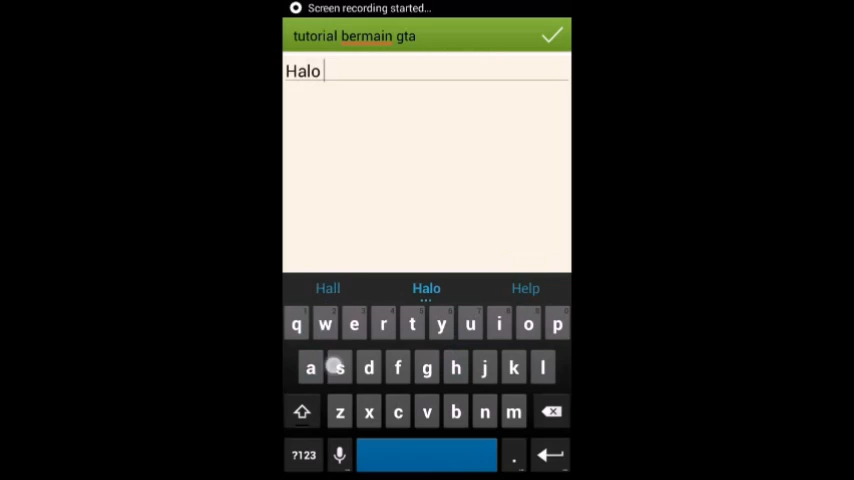 Screen recording started...
tutorial bermain gta
Halo
Hall Halo Help
q w e r t y u i o p
a s d f g h j k l
z x c v b n m
?123 .